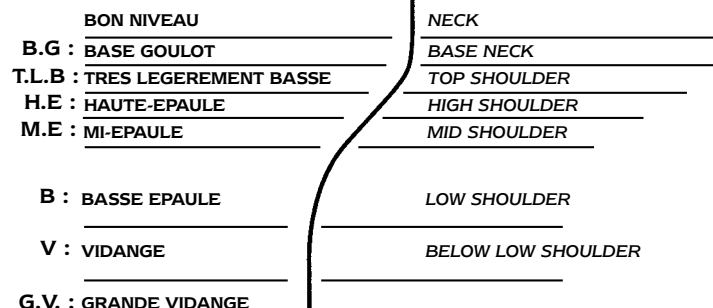 BON NIVEAU NECK
B.G : BASE GOULOT BASE NECK
T.L.B : TRES LEGEREMENT BASSE TOP SHOULDER
H.E : HAUTE-EPAULE HIGH SHOULDER
M.E : MI-EPAULE MID SHOULDER
B : BASSE EPAULE LOW SHOULDER
V : VIDANGE BELOW LOW SHOULDER
G.V. : GRANDE VIDANGE